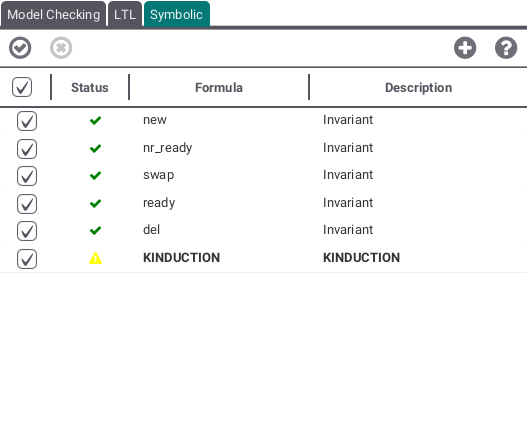 Model Checking LTL Symbolic
Status Formula Description
new Invariant
nr_ready Invariant
swap Invariant
ready Invariant
del Invariant
KINDUCTION KINDUCTION